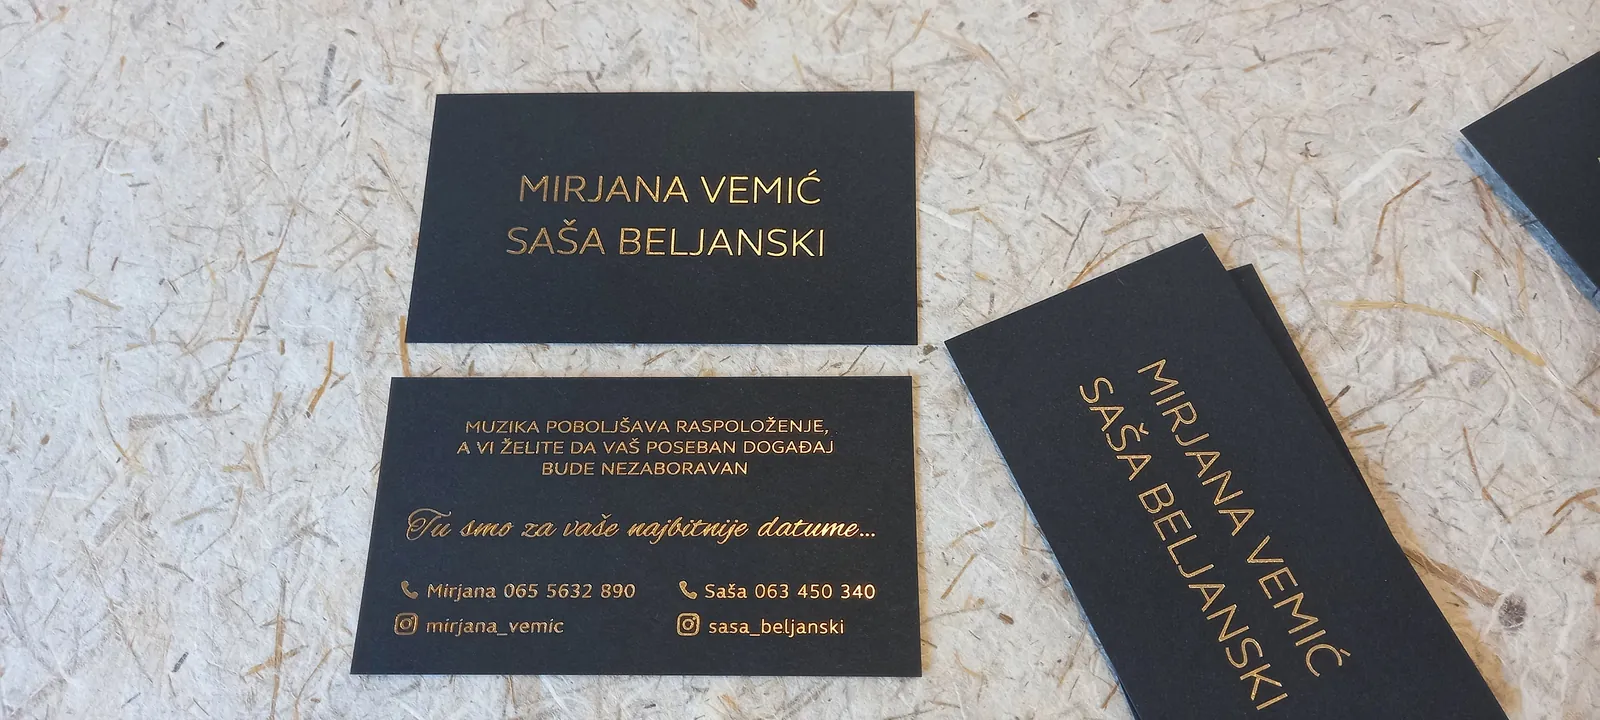 MIRJANA VEMIĆ
SAŠA BELJANSKI
MUZIKA POBOLJŠAVA RASPOLOŽENJE,
A VI ŽELITE DA VAŠ POSEBAN DOGAĐAJ
BUDE NEZABORAVAN
Tu smo za vaše najbitnije datume...
Mirjana 065 5632 890
Saša 063 450 340
mirjana_vemic
sasa_beljanski
MIRJANA VEMIĆ
SAŠA BELJANSKI